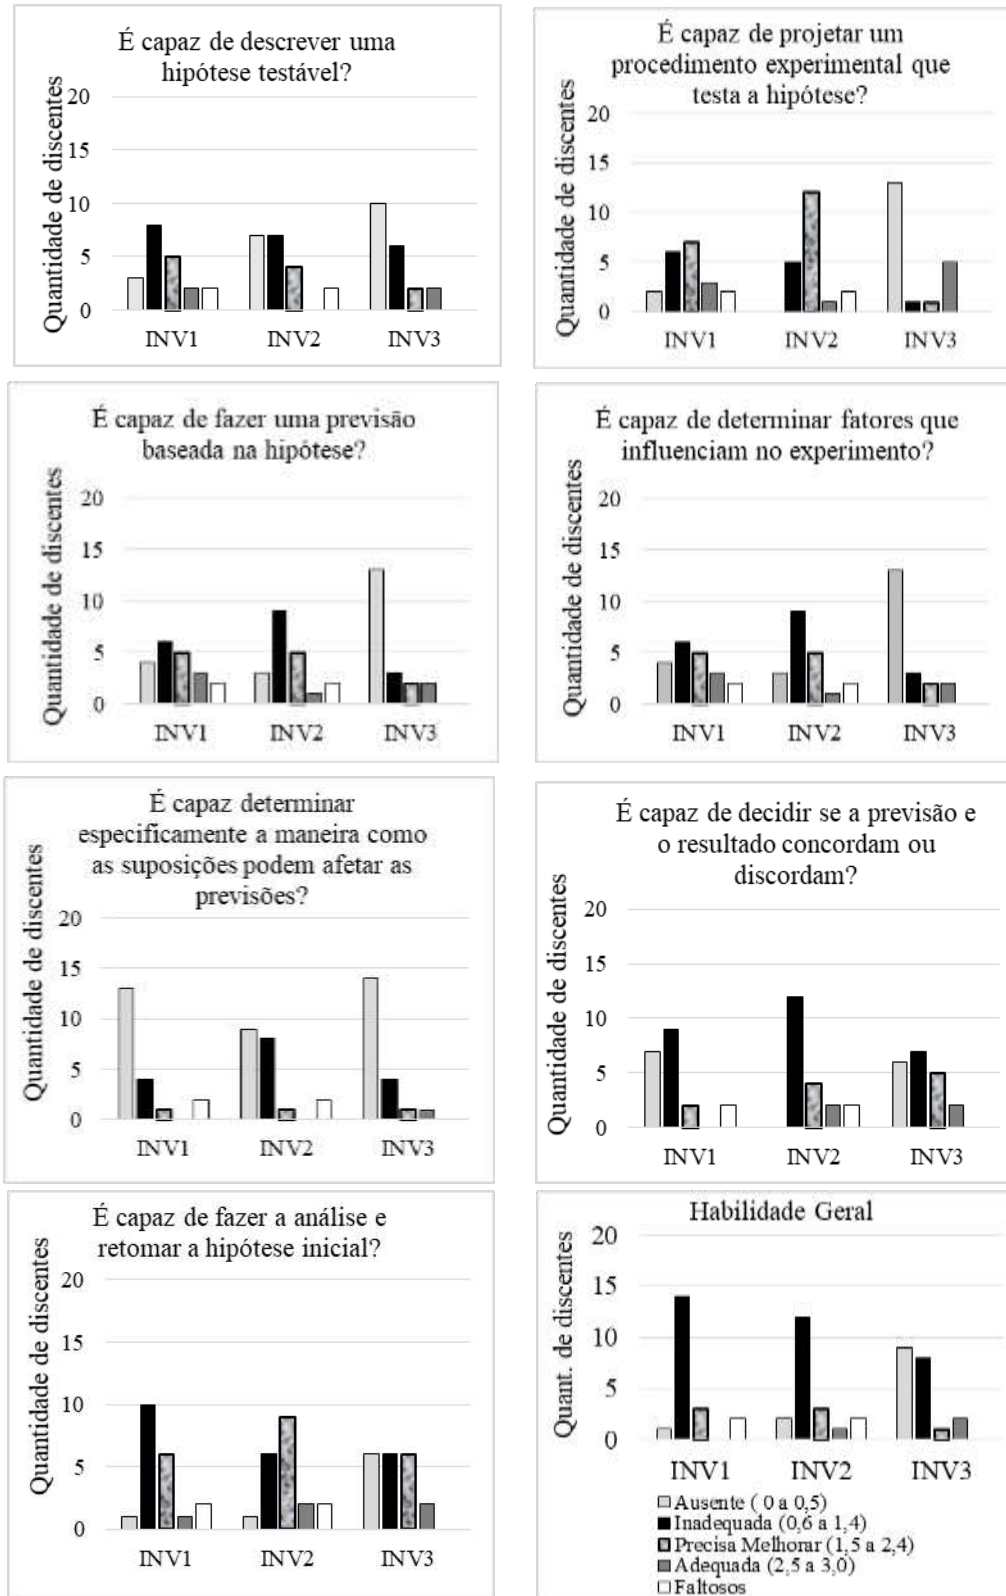 É capaz de descrever uma
hipótese testável?
Quantidade de discentes
20
15
10
5
0
INV1 INV2 INV3
É capaz de projetar um
procedimento experimental que
testa a hipótese?
Quantidade de discentes
20
15
10
5
0
INV1 INV2 INV3
É capaz de fazer uma previsão
baseada na hipótese?
Quantidade de discentes
20
15
10
5
0
INV1 INV2 INV3
É capaz de determinar fatores que
influenciam no experimento?
Quantidade de discentes
20
15
10
5
0
INV1 INV2 INV3
É capaz determinar
especificamente a maneira como
as suposições podem afetar as
previsões?
Quantidade de discentes
20
15
10
5
0
INV1 INV2 INV3
É capaz de decidir se a previsão e
o resultado concordam ou
discordam?
Quantidade de discentes
20
15
10
5
0
INV1 INV2 INV3
É capaz de fazer a análise e
retomar a hipótese inicial?
Quantidade de discentes
20
15
10
5
0
INV1 INV2 INV3
Habilidade Geral
Quant. de discentes
20
15
10
5
0
INV1 INV2 INV3
Ausente ( 0 a 0,5)
Inadequada (0,6 a 1,4)
Precisa Melhorar (1,5 a 2,4)
Adequada (2,5 a 3,0)
Faltosos